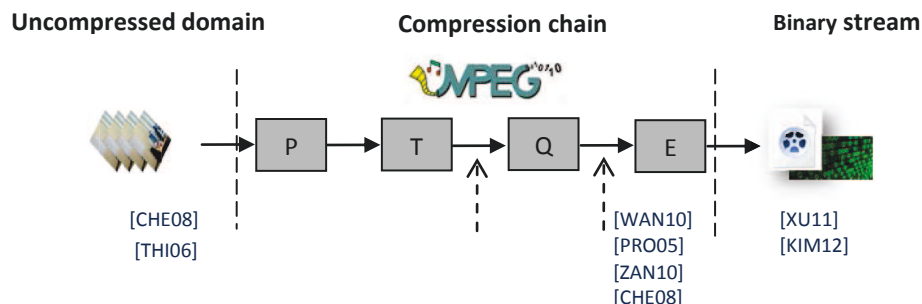 Uncompressed domain Compression chain Binary stream
MPEG
P T Q E
[CHE08]
[THI06]
[WAN10]
[PRO05]
[ZAN10]
[CHE08]
[XU11]
[KIM12]